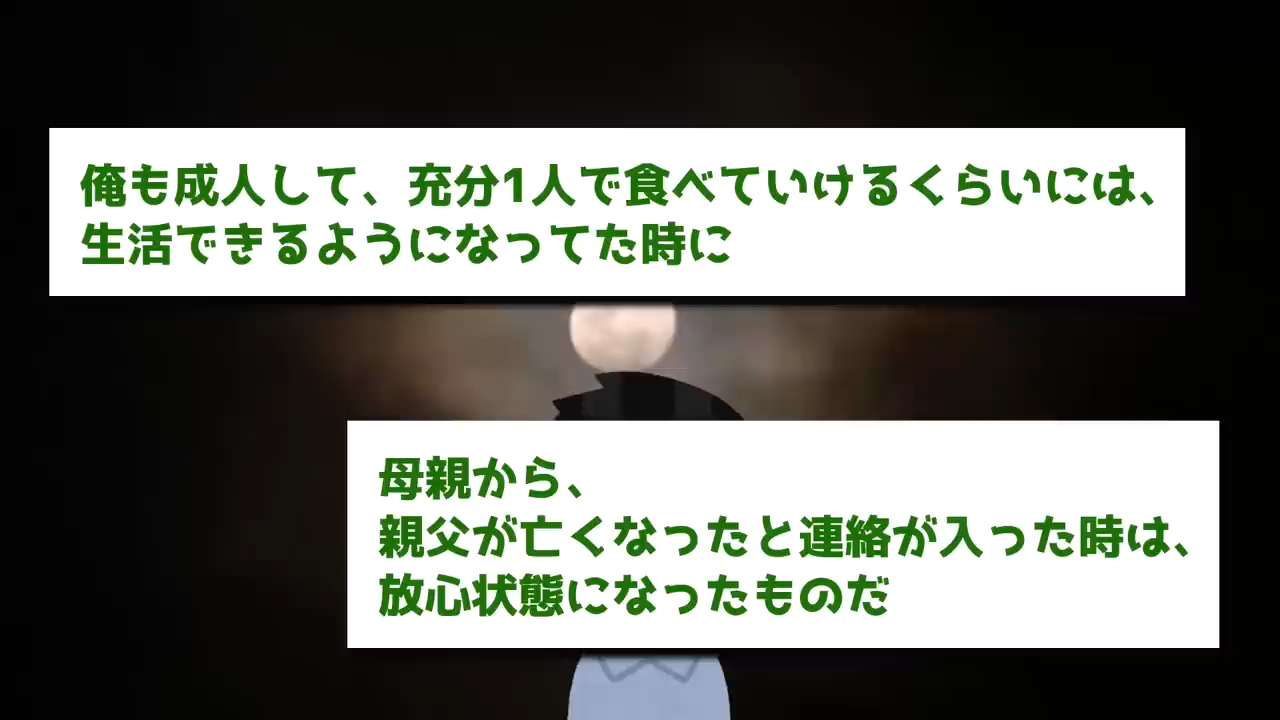 俺も成人して、充分1人で食べていけるくらいには、
生活できるようになってた時に
母親から、
親父が亡くなったと連絡が入った時は、
放心状態になったものだ